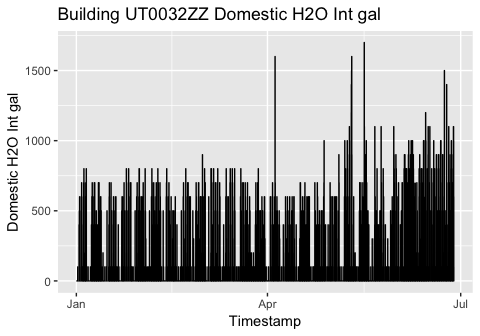 Building UT0032ZZ Domestic H2O Int gal
Domestic H2O Int gal
1500
1000
500
0
Jan
Apr
Jul
Timestamp